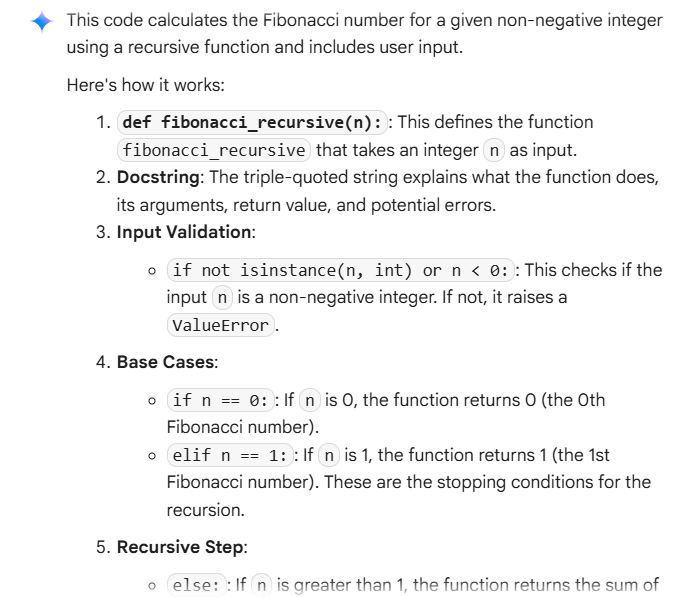 This code calculates the Fibonacci number for a given non-negative integer
using a recursive function and includes user input.
Here's how it works:
1. def fibonacci_recursive(n): : This defines the function
fibonacci_recursive that takes an integer n as input.
2. Docstring: The triple-quoted string explains what the function does,
its arguments, return value, and potential errors.
3. Input Validation:
○ if not isinstance(n, int) or n < 0: : This checks if the
input n is a non-negative integer. If not, it raises a
ValueError .
4. Base Cases:
○ if n == 0: : If n is 0, the function returns 0 (the 0th
Fibonacci number).
○ elif n == 1: : If n is 1, the function returns 1 (the 1st
Fibonacci number). These are the stopping conditions for the
recursion.
5. Recursive Step:
○ else: : If n is greater than 1, the function returns the sum of